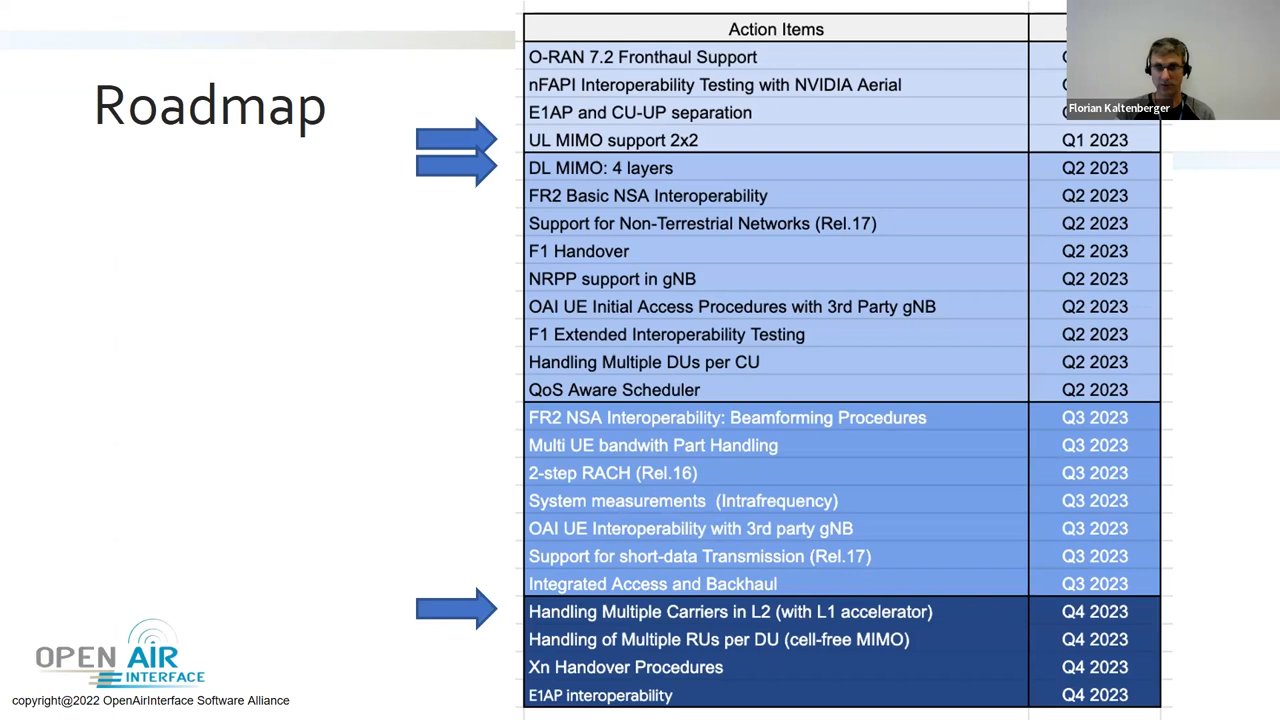 Roadmap
Action Items
O-RAN 7.2 Fronthaul Support
nFAPI Interoperability Testing with NVIDIA Aerial
E1AP and CU-UP separation
UL MIMO support 2x2 Q1 2023
DL MIMO: 4 layers Q2 2023
FR2 Basic NSA Interoperability Q2 2023
Support for Non-Terrestrial Networks (Rel.17) Q2 2023
F1 Handover Q2 2023
NRPP support in gNB Q2 2023
OAI UE Initial Access Procedures with 3rd Party gNB Q2 2023
F1 Extended Interoperability Testing Q2 2023
Handling Multiple DUs per CU Q2 2023
QoS Aware Scheduler Q2 2023
FR2 NSA Interoperability: Beamforming Procedures Q3 2023
Multi UE bandwith Part Handling Q3 2023
2-step RACH (Rel.16) Q3 2023
System measurements (Intrafrequency) Q3 2023
OAI UE Interoperability with 3rd party gNB Q3 2023
Support for short-data Transmission (Rel.17) Q3 2023
Integrated Access and Backhaul Q3 2023
Handling Multiple Carriers in L2 (with L1 accelerator) Q4 2023
Handling of Multiple RUs per DU (cell-free MIMO) Q4 2023
Xn Handover Procedures Q4 2023
E1AP interoperability Q4 2023
Florian Kaltenberger
OPEN AIR
INTERFACE
copyright@2022 OpenAirInterface Software Alliance